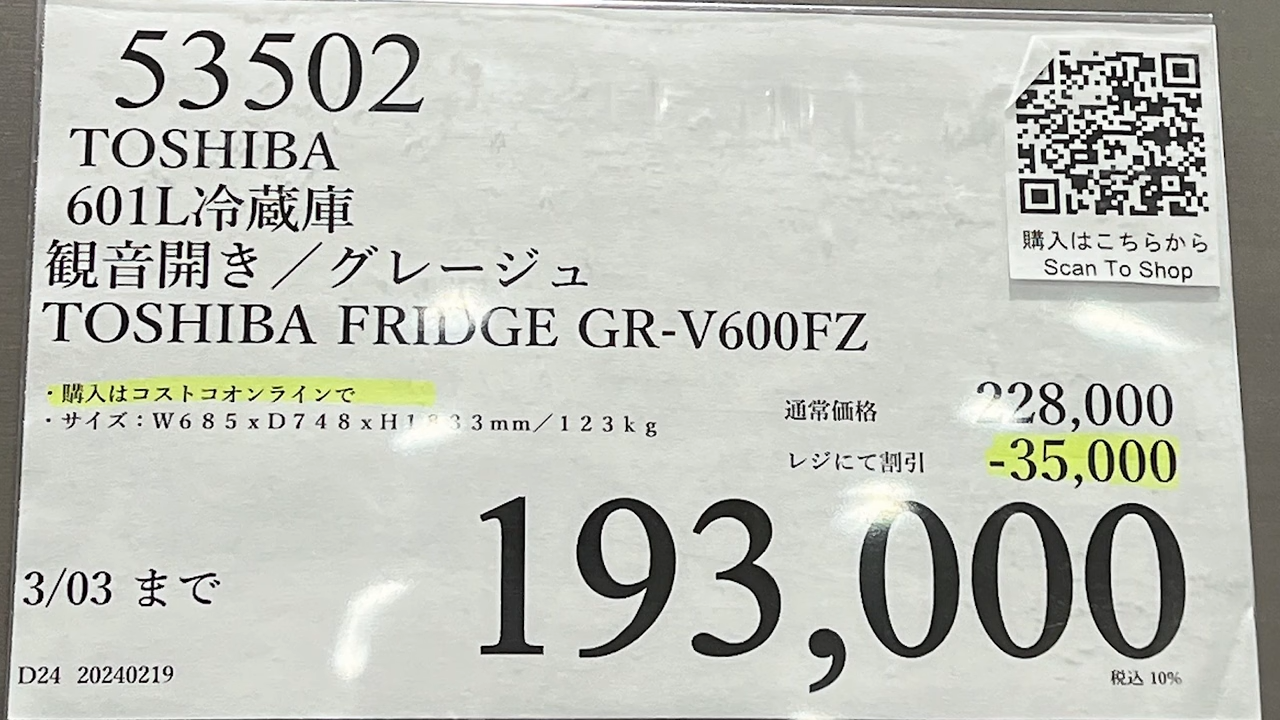 53502
TOSHIBA
601L冷蔵庫
観音開き／グレージュ
TOSHIBA FRIDGE GR-V600FZ
・購入はコストコオンラインで
・サイズ：W685xD748xH1833mm／123kg
購入はこちらから
Scan To Shop
通常価格 228,000
レジにて割引 -35,000
193,000
3/03 まで
D24 20240219
税込 10%